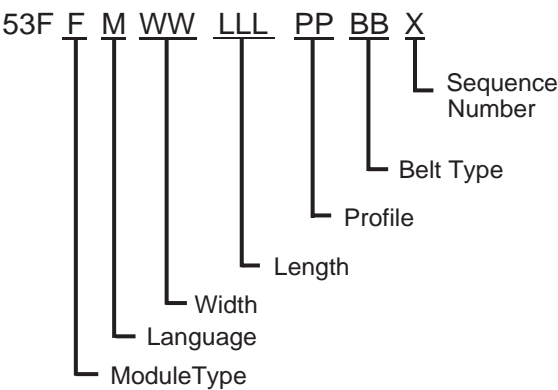 53F F M WW LLL PP BB X
Sequence
Number
Belt Type
Profile
Length
Width
Language
ModuleType